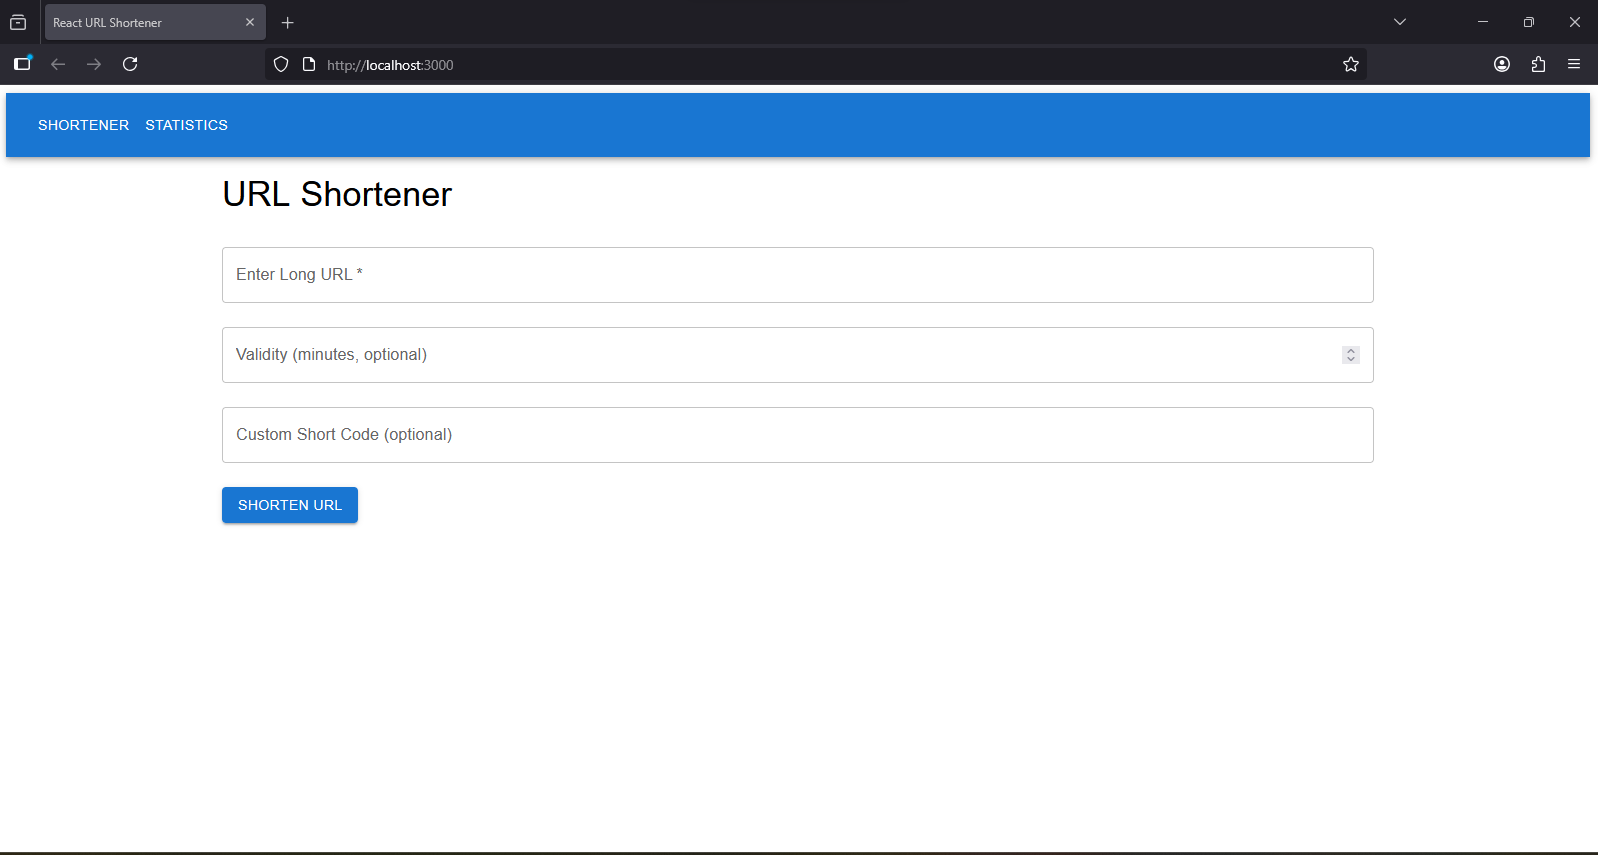 React URL Shortener
http://localhost:3000
SHORTENER STATISTICS
URL Shortener
Enter Long URL *
Validity (minutes, optional)
Custom Short Code (optional)
SHORTEN URL